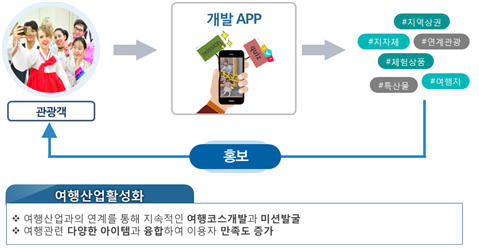 개발 APP
#지역상권
#지자체 #연계관광
#체험상품
#특산물 #여행지
관광객
QUIZ
홍보
여행산업활성화
❖ 여행산업과의 연계를 통해 지속적인 여행코스개발과 미션발굴
❖ 여행관련 다양한 아이템과 융합하여 이용자 만족도 증가